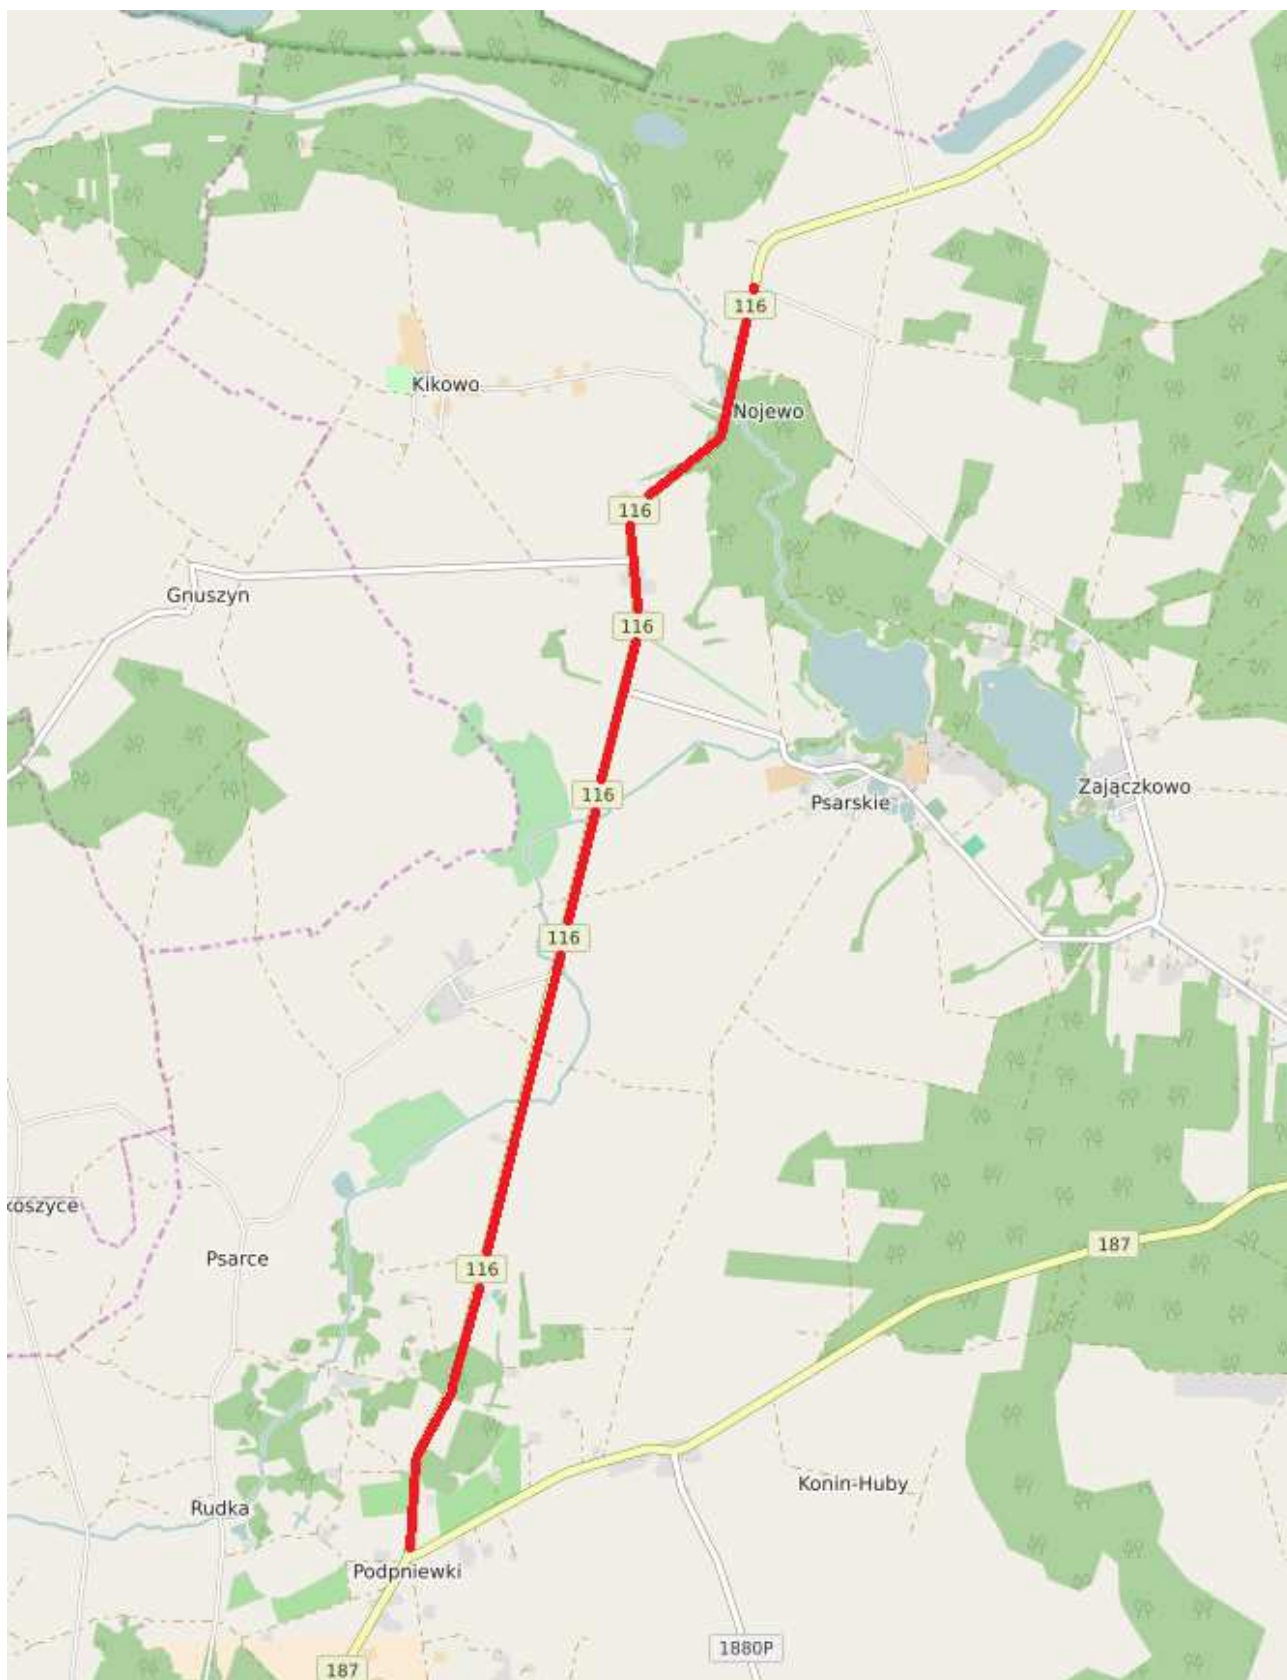 116
Kikowo
Nojewo
116
Gnuszyn
116
116
Psarskie
Zajączkowo
116
koszyce
Psarce
187
116
Konin-Huby
Rudka
Podpniewki
1880P
187